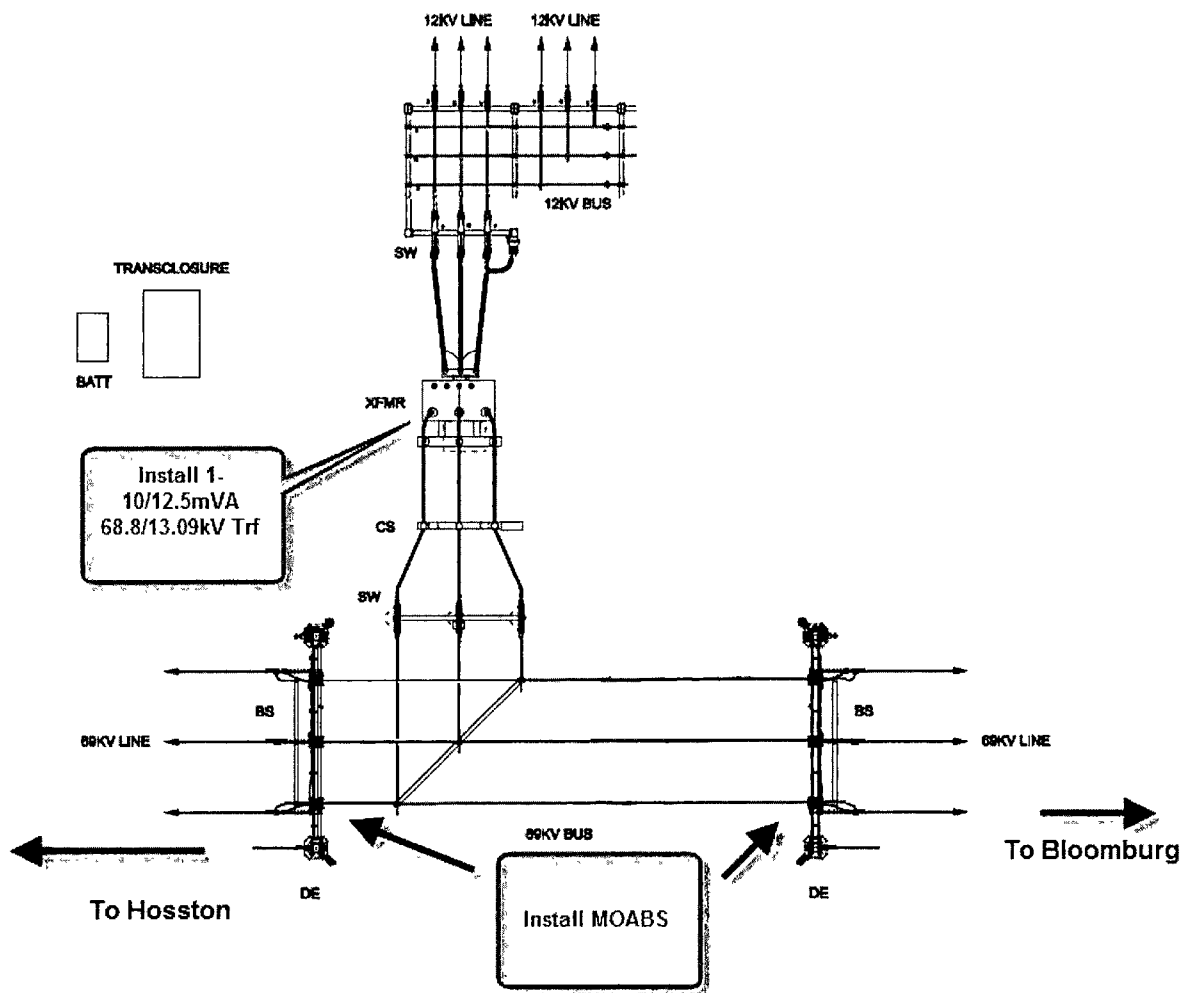 12KV LINE
12KV LINE
12KV BUS
SW
TRANSCLOSURE
BATT
XFMR
Install 1-
10/12.5mVA
68.8/13.09kV Trf
CS
SW
BS
BS
69KV LINE
69KV LINE
69KV BUS
To Bloomburg
DE
DE
To Hosston
Install MOABS